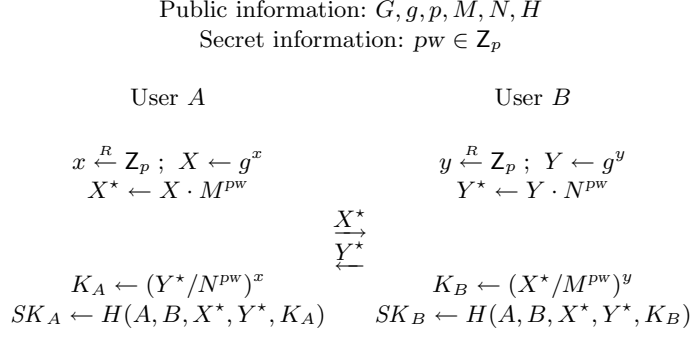 Public information: G, g, p, M, N, H
Secret information: pw ∈ Z_p
User A User B
x ←^R Z_p ; X ← g^x y ←^R Z_p ; Y ← g^y
X^⋆ ← X · M^pw Y^⋆ ← Y · N^pw
X^⋆
⟶
Y^⋆
⟵
K_A ← (Y^⋆/N^pw)^x K_B ← (X^⋆/M^pw)^y
SK_A ← H(A, B, X^⋆, Y^⋆, K_A) SK_B ← H(A, B, X^⋆, Y^⋆, K_B)